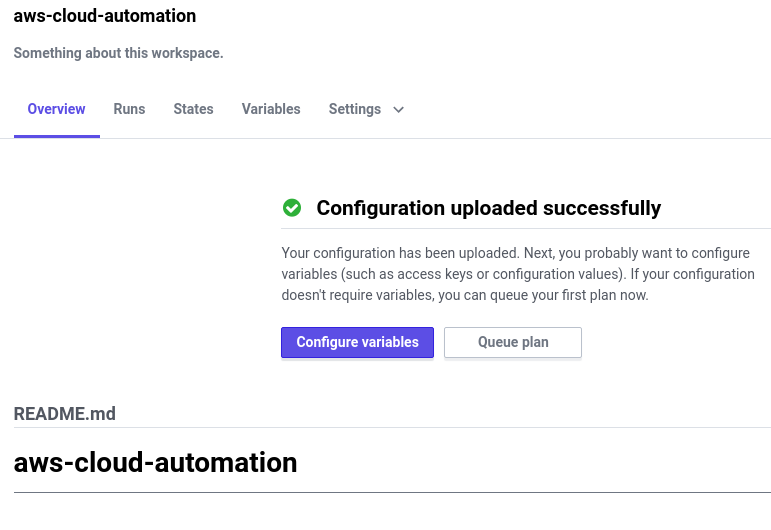 aws-cloud-automation
Something about this workspace.
Overview Runs States Variables Settings
Configuration uploaded successfully
Your configuration has been uploaded. Next, you probably want to configure
variables (such as access keys or configuration values). If your configuration
doesn't require variables, you can queue your first plan now.
Configure variables Queue plan
README.md
aws-cloud-automation